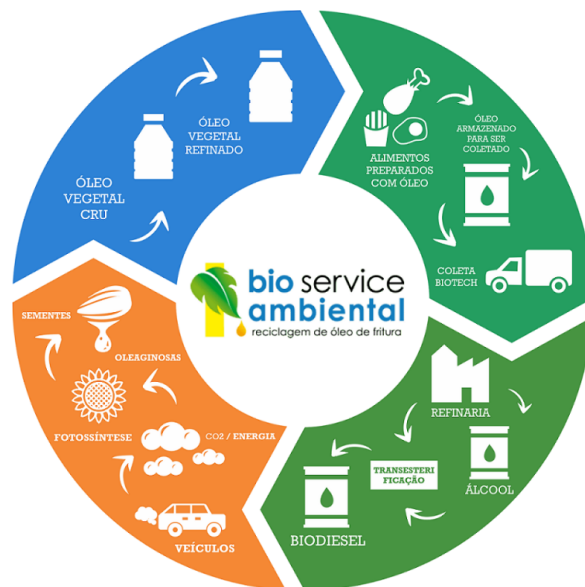 ÓLEO
VEGETAL
REFINADO
ÓLEO
VEGETAL
CRU
ALIMENTOS
PREPARADOS
COM ÓLEO
ÓLEO
ARMAZENADO
PARA SER
COLETADO
COLETA
BIOTECH
bio service
ambiental
reciclagem de óleo de fritura
REFINARIA
ÁLCOOL
TRANSESTERI
FICAÇÃO
BIODIESEL
VEÍCULOS
CO2 / ENERGIA
FOTOSSÍNTESE
OLEAGINOSAS
SEMENTES